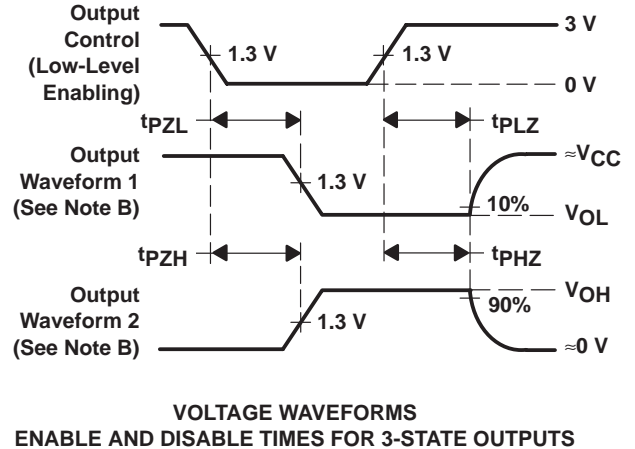 Output
Control
(Low-Level
Enabling)
1.3 V
1.3 V
3 V
0 V
tPZL
tPLZ
Output
Waveform 1
(See Note B)
1.3 V
10%
≈VCC
VOL
tPZH
tPHZ
Output
Waveform 2
(See Note B)
1.3 V
90%
VOH
≈0 V
VOLTAGE WAVEFORMS
ENABLE AND DISABLE TIMES FOR 3-STATE OUTPUTS